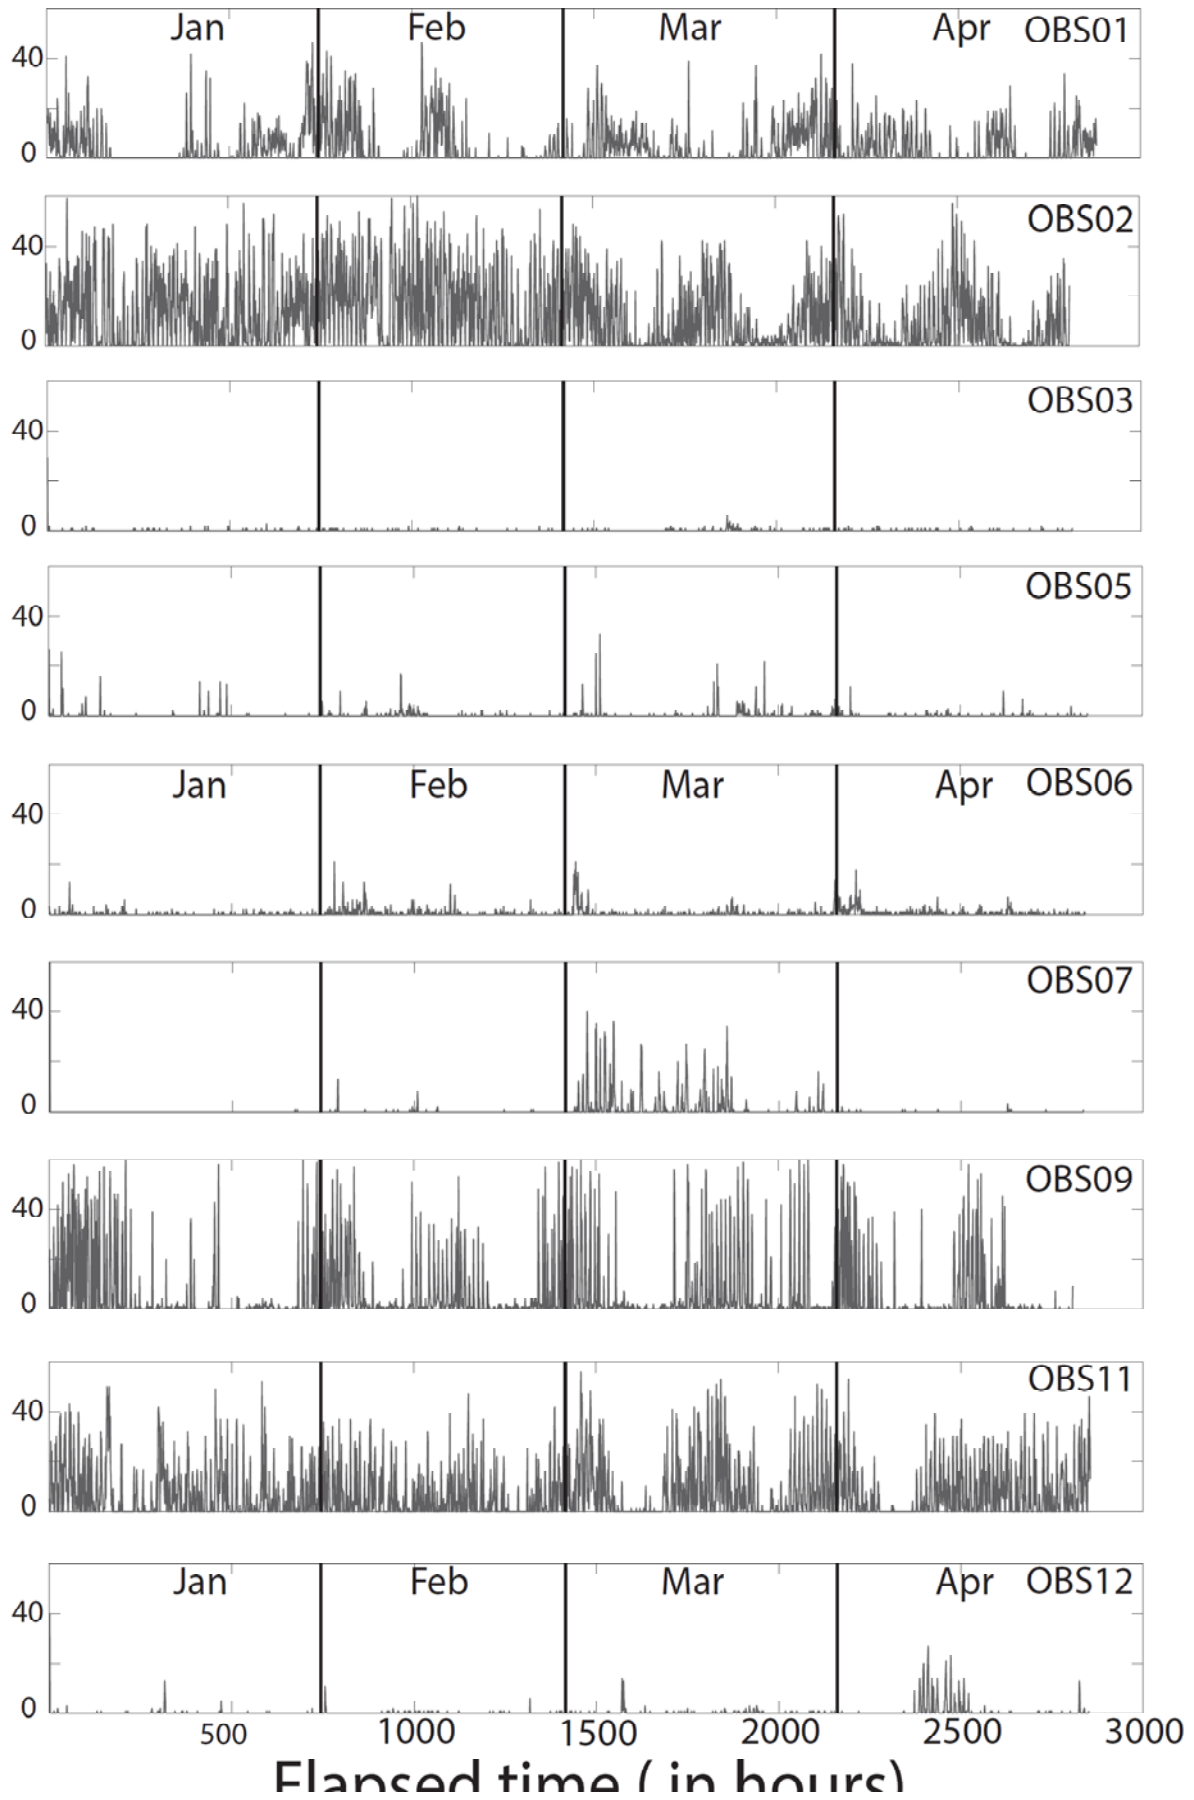 Jan Feb Mar Apr OBS01
40
0
OBS02
40
0
OBS03
40
0
OBS05
40
0
Jan Feb Mar Apr OBS06
40
0
OBS07
40
0
OBS09
40
0
OBS11
40
0
Jan Feb Mar Apr OBS12
40
0
500 1000 1500 2000 2500 3000
Elapsed time ( in hours)